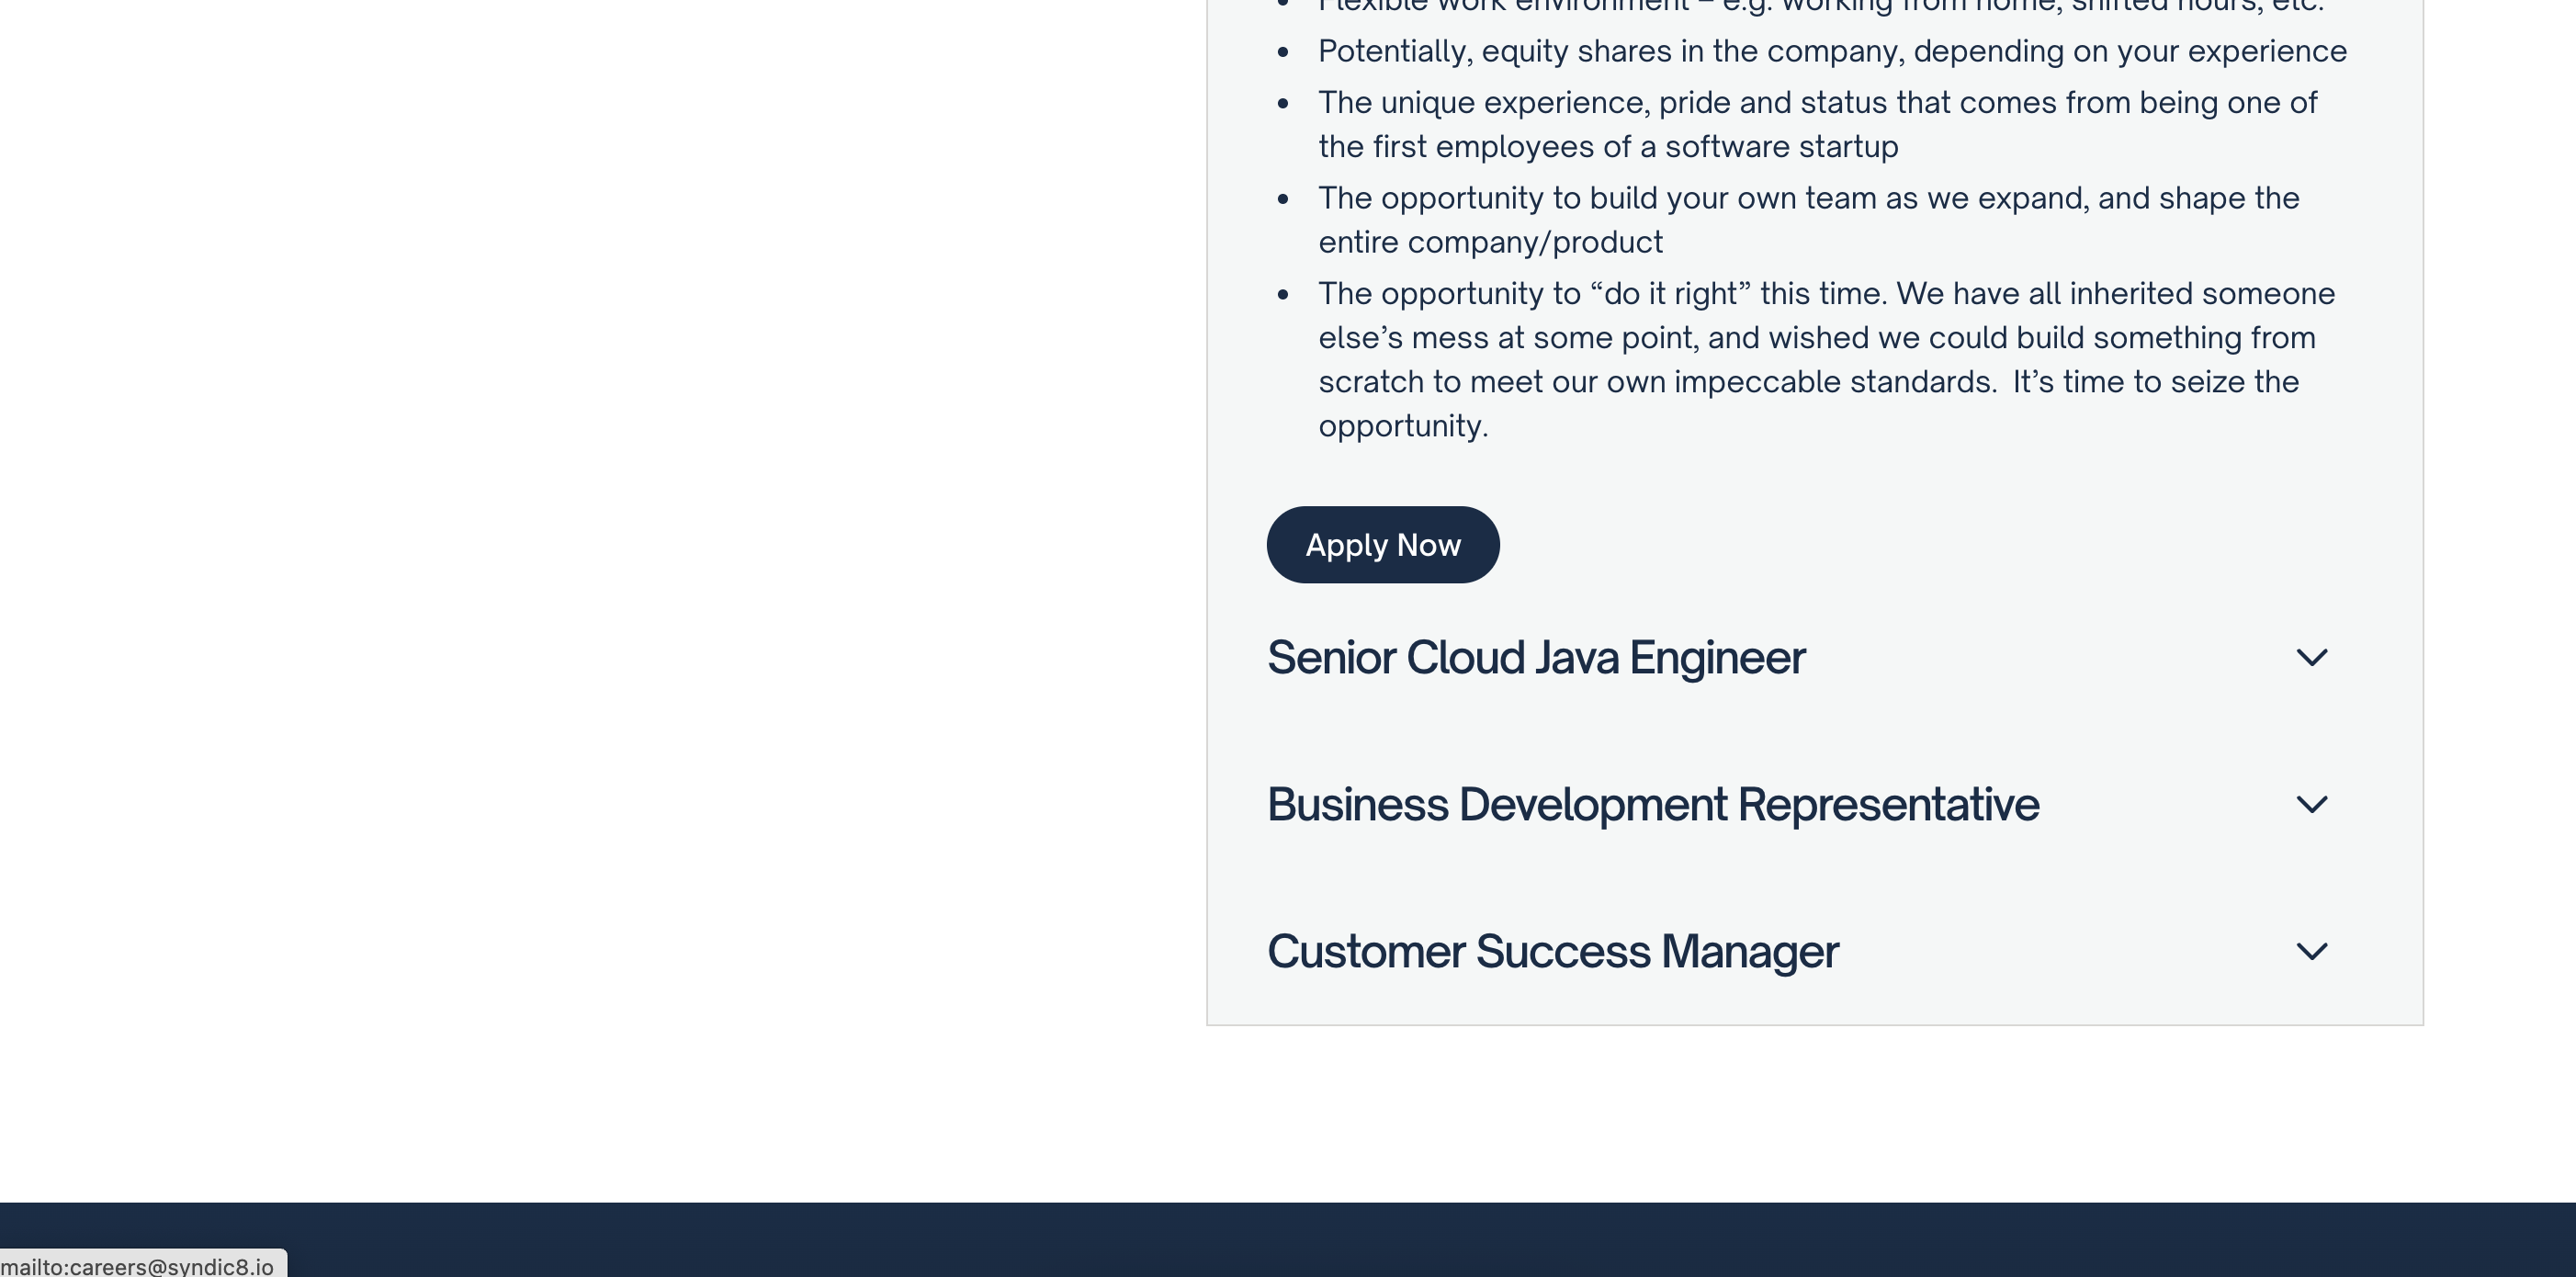 Flexible work environment – e.g. working from home, shifted hours, etc.
Potentially, equity shares in the company, depending on your experience
The unique experience, pride and status that comes from being one of
the first employees of a software startup
The opportunity to build your own team as we expand, and shape the
entire company/product
The opportunity to “do it right” this time. We have all inherited someone
else’s mess at some point, and wished we could build something from
scratch to meet our own impeccable standards.  It’s time to seize the
opportunity.
Apply Now
Senior Cloud Java Engineer
Business Development Representative
Customer Success Manager
mailto:careers@syndic8.io